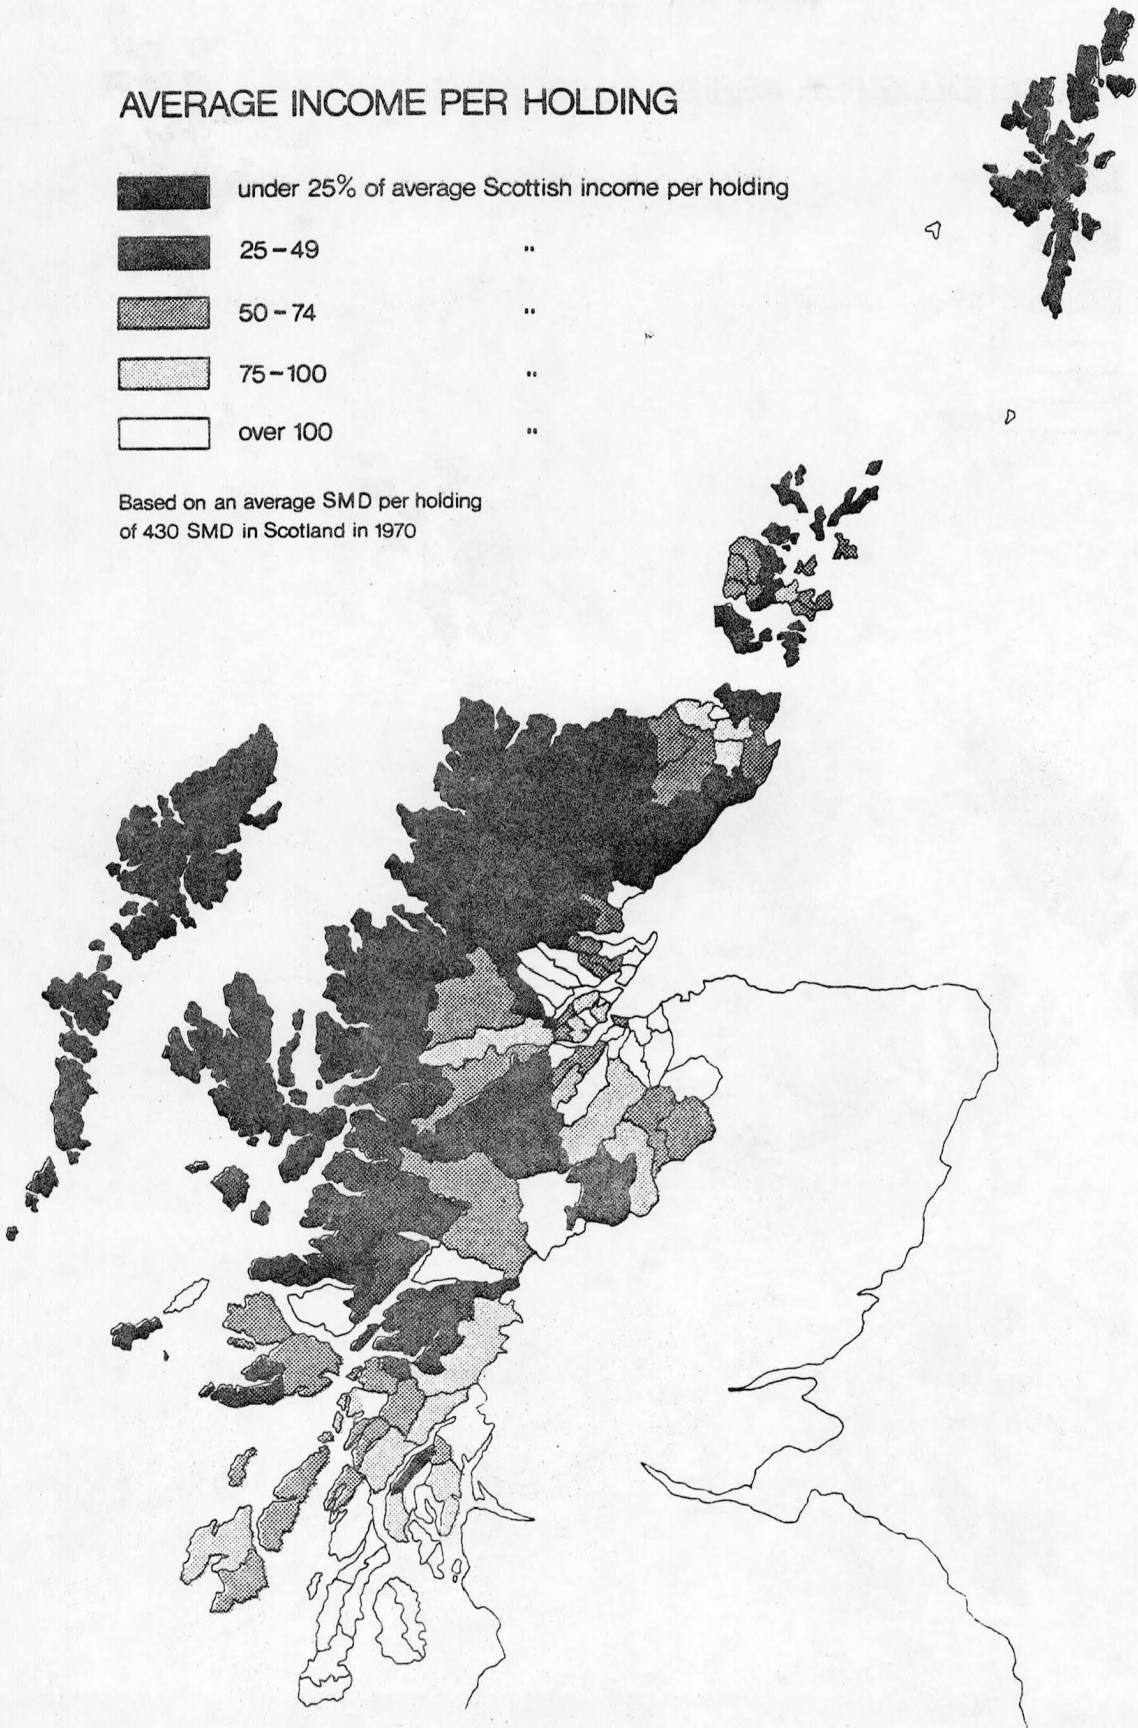 AVERAGE INCOME PER HOLDING
under 25% of average Scottish income per holding
25-49 "
50-74 "
75-100 "
over 100 "
Based on an average SMD per holding
of 430 SMD in Scotland in 1970